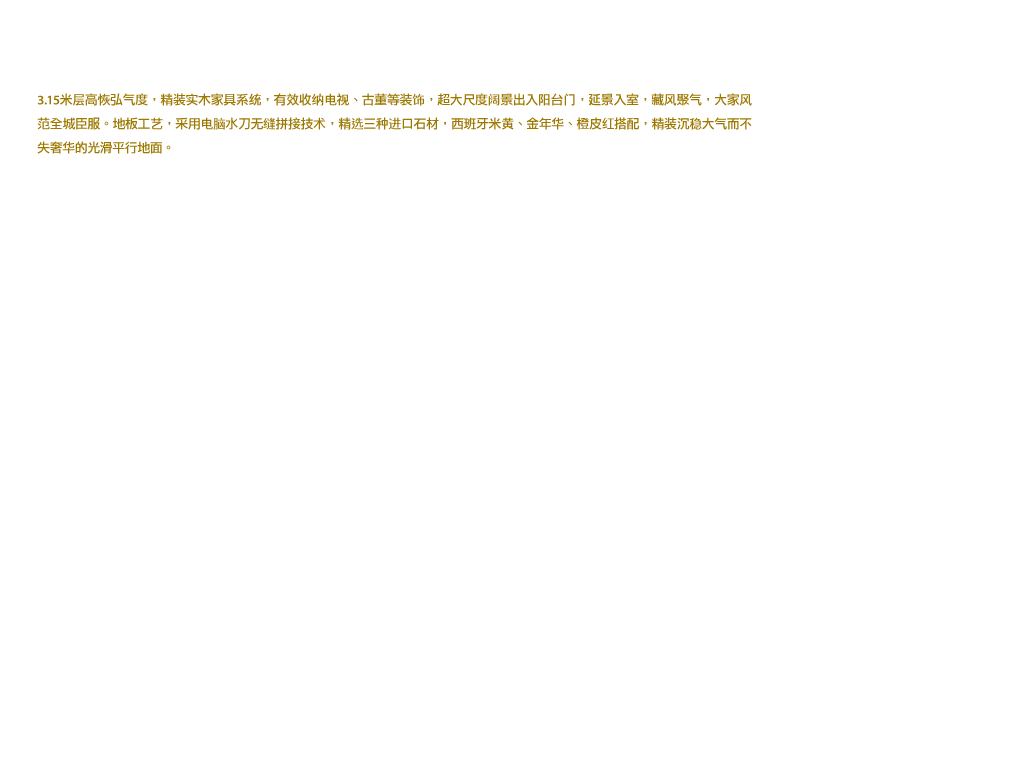 3.15米层高恢弘气度，精装实木家具系统，有效收纳电视、古董等装饰，超大尺度阔景出入阳台门，延景入室，藏风聚气，大家风
范全城臣服。地板工艺，采用电脑水刀无缝拼接技术，精选三种进口石材，西班牙米黄、金年华、橙皮红搭配，精装沉稳大气而不
失奢华的光滑平行地面。